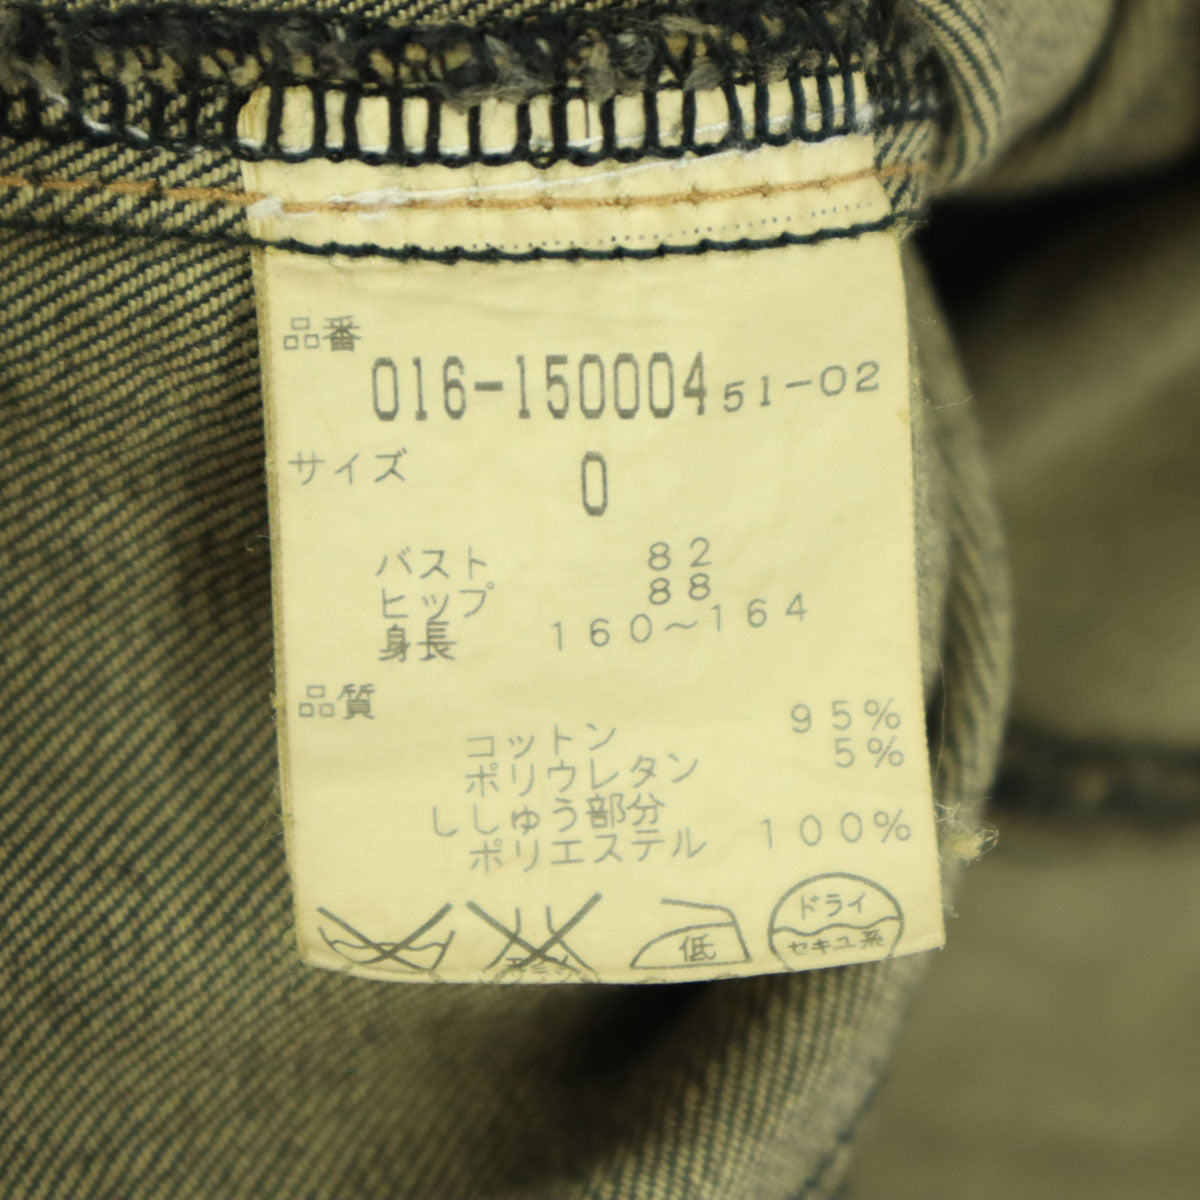 品番
016-150004 51-02
サイズ 0
バスト 82
ヒップ 88
身長 160~164
品質
コットン 95%
ポリウレタン 5%
ししゅう部分
ポリエステル 100%
低
ドライ
セキユ系